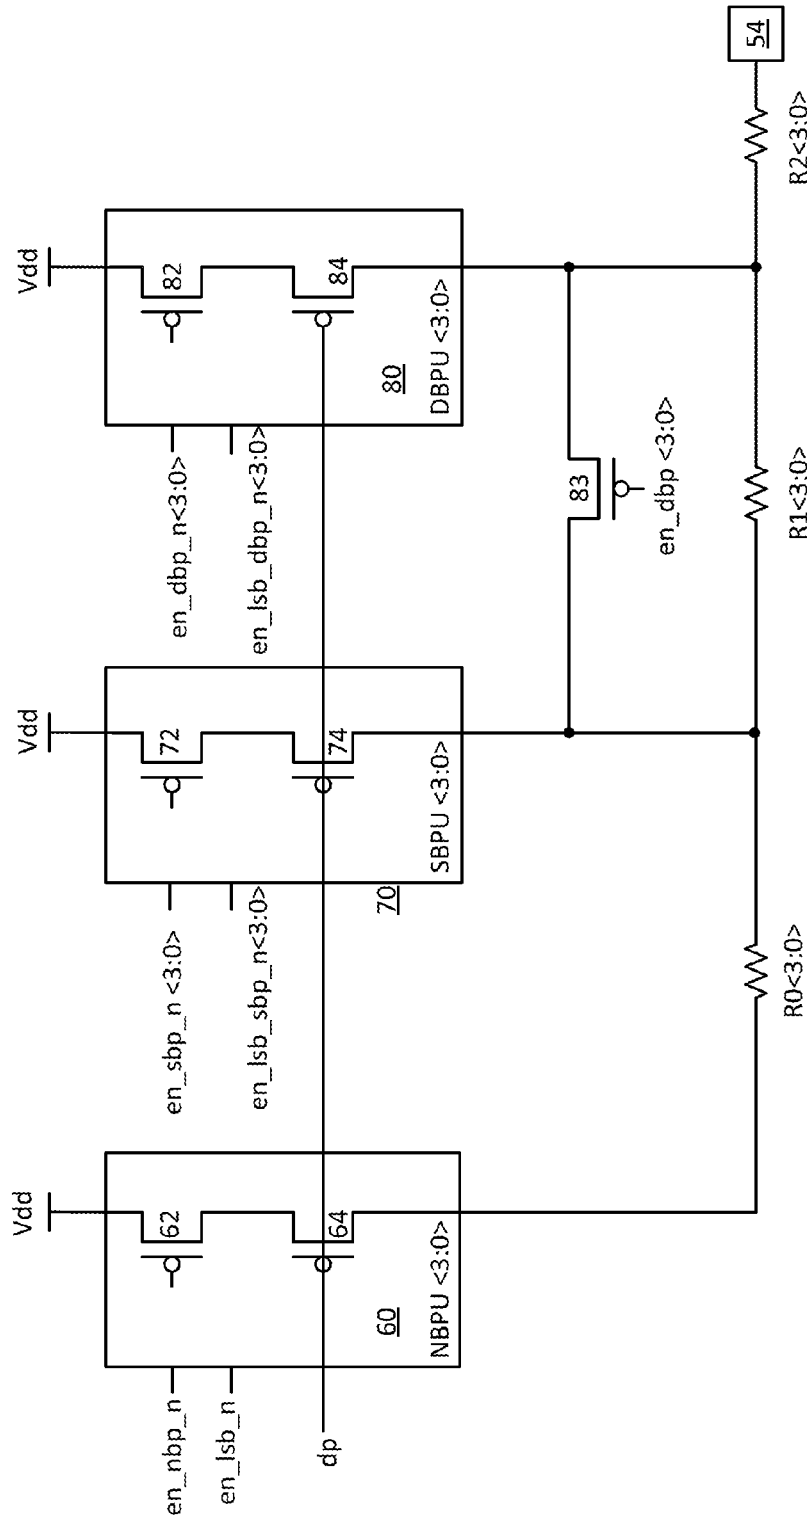 Vdd
62
64
60
NBPU <3:0>
en_nbp_n
en_lsb_n
dp
Vdd
72
74
70
SBPU <3:0>
en_sbp_n <3:0>
en_lsb_sbp_n<3:0>
Vdd
82
84
80
DBPU <3:0>
en_dbp_n<3:0>
en_lsb_dbp_n<3:0>
83
en_dbp <3:0>
R0<3:0>
R1<3:0>
R2<3:0>
54